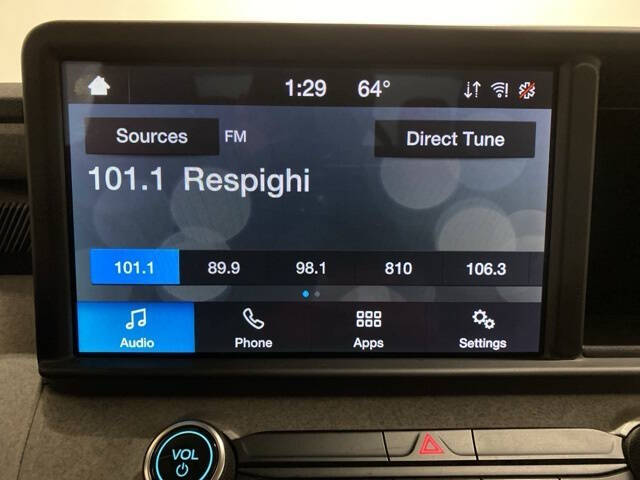 1:29 64°
Sources FM Direct Tune
101.1 Respighi
101.1 89.9 98.1 810 106.3
Audio Phone Apps Settings
VOL